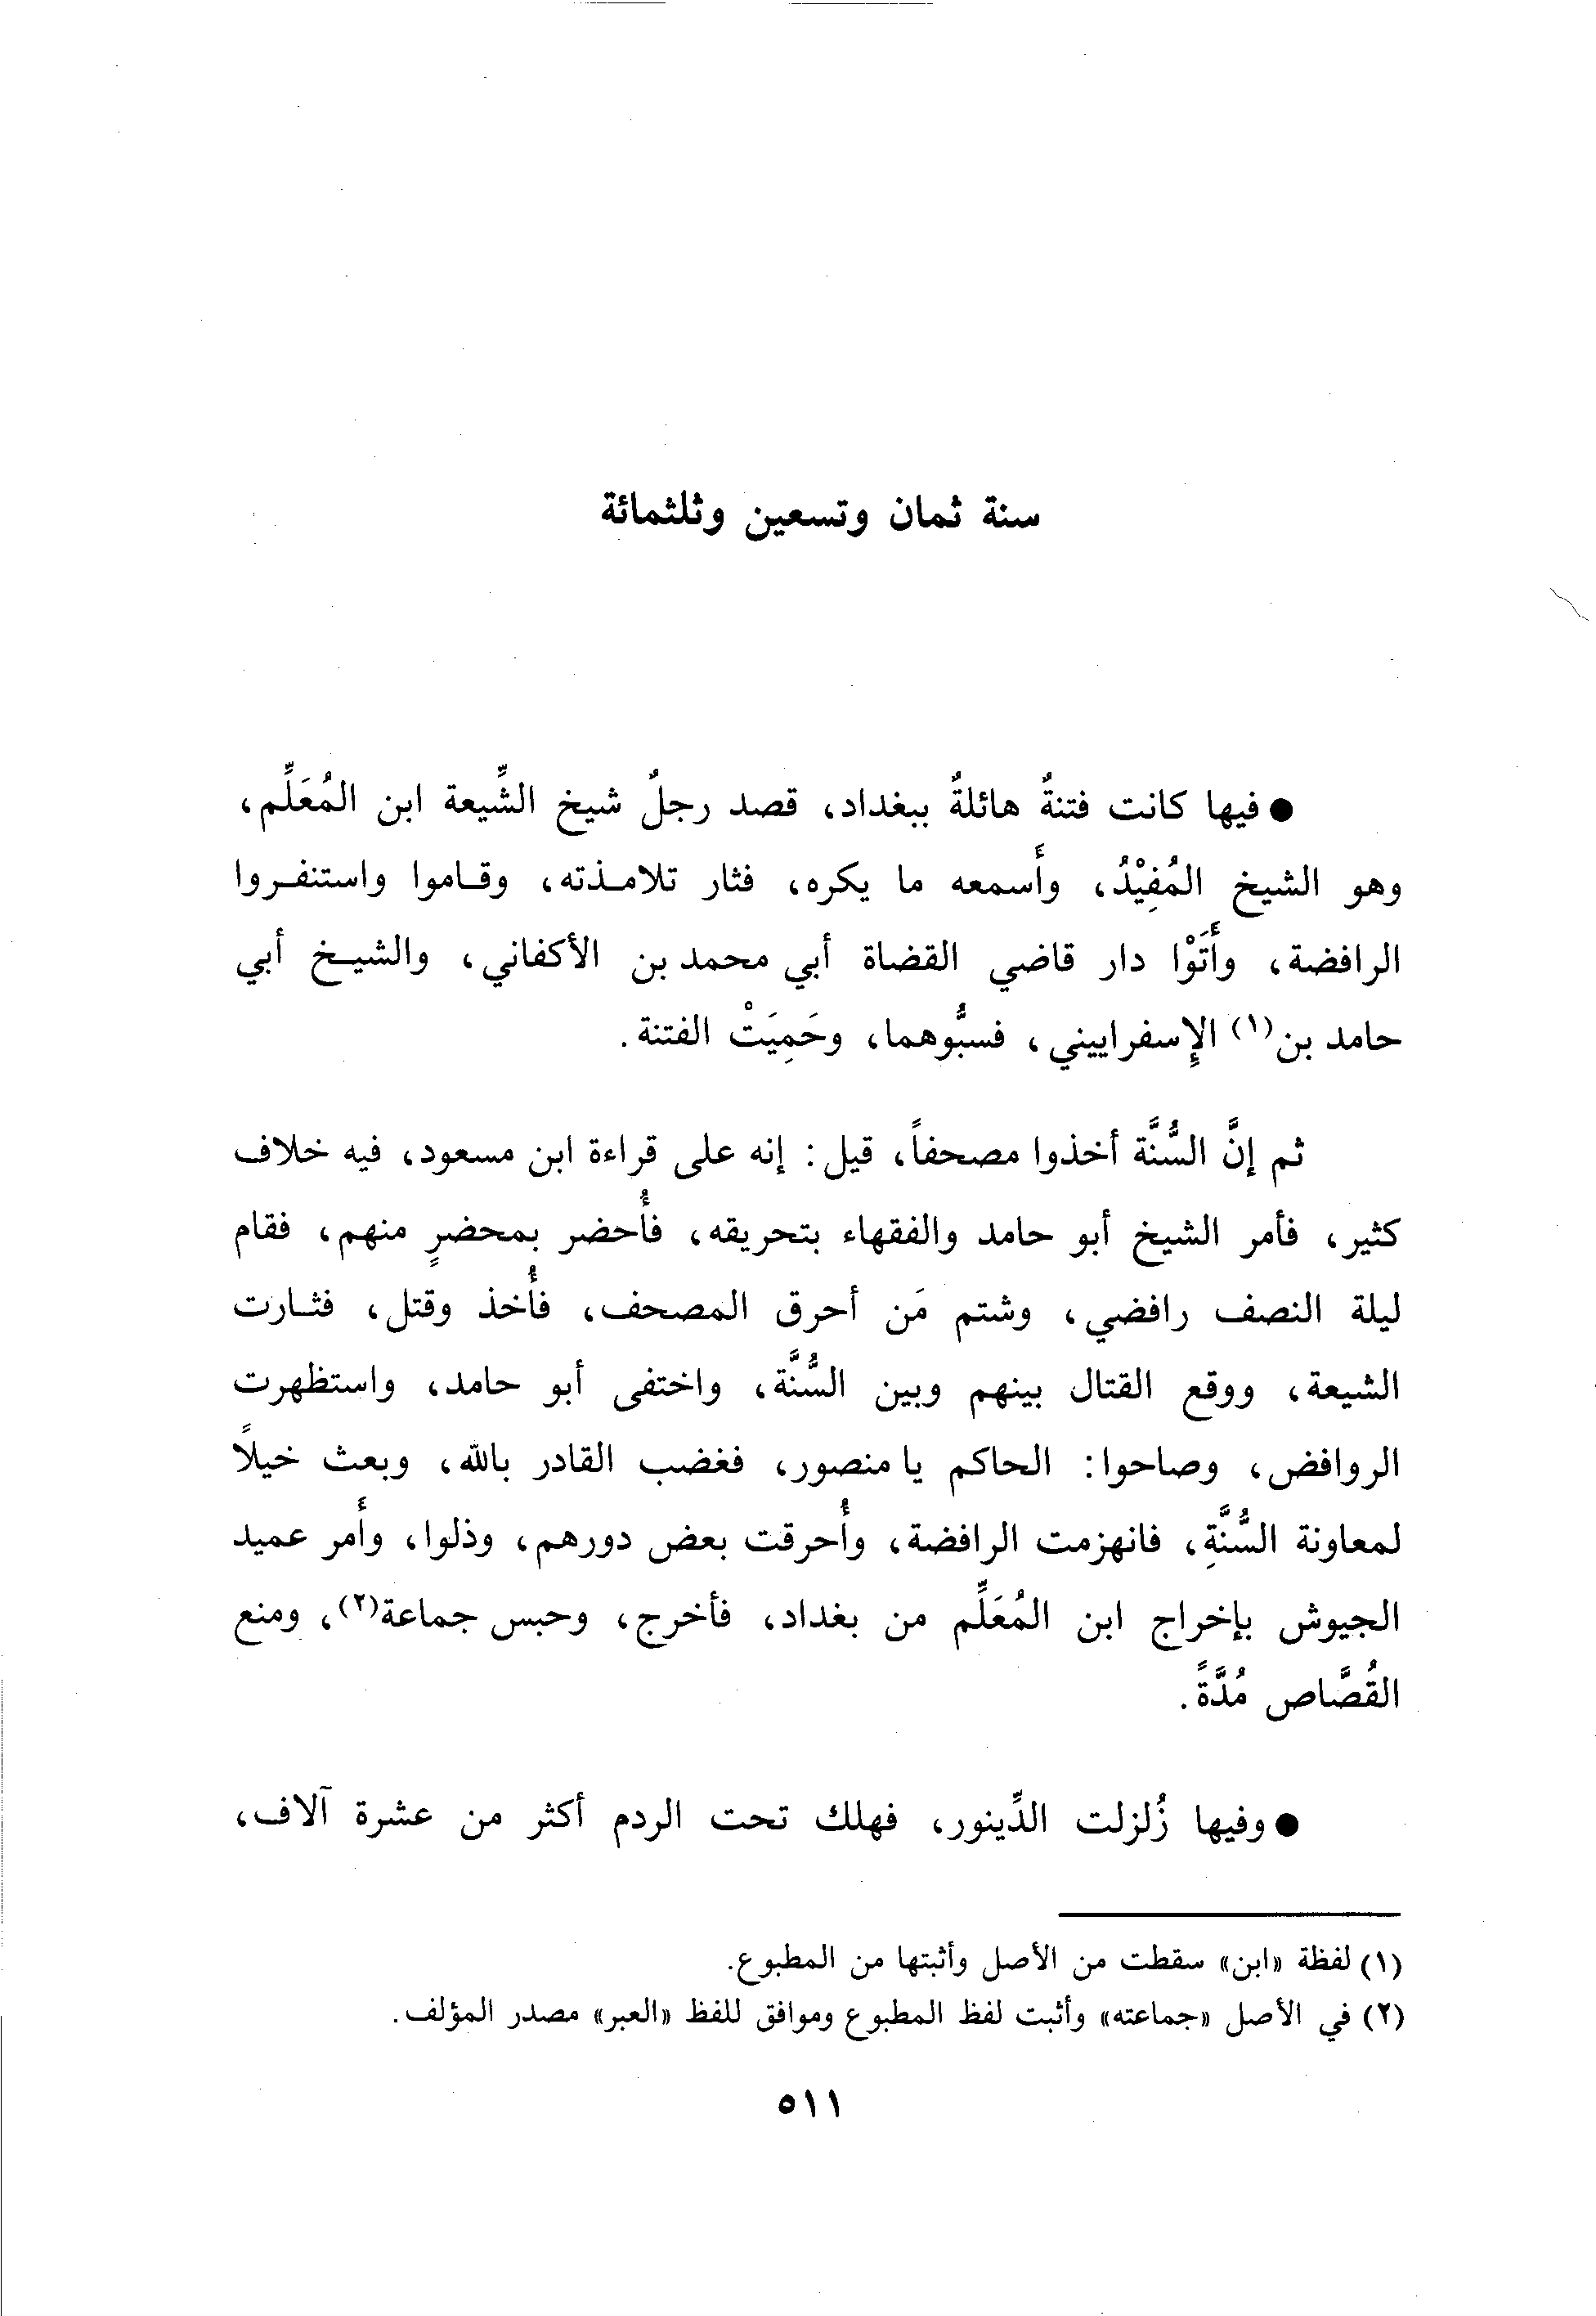 سنة ثمان وتسعين وثلثمائة
● فيها كانت فتنةٌ هائلةٌ ببغداد، قصد رجلٌ شيخ الشِّيعة ابن المُعَلِّم،
وهو الشيخ المُفِيْدُ، وأَسمعه ما يكره، فثار تلامذته، وقاموا واستنفروا
الرافضة، وأَتَوْا دار قاضي القضاة أبي محمد بن الأكفاني، والشيخ أبي
حامد بن(١) الإِسفراييني، فسبُّوهما، وحَمِيَتْ الفتنة.
ثم إنَّ السُّنَّة أخذوا مصحفاً، قيل: إنه على قراءة ابن مسعود، فيه خلاف
كثير، فأمر الشيخ أبو حامد والفقهاء بتحريقه، فأُحضر بمحضرٍ منهم، فقام
ليلة النصف رافضي، وشتم مَن أحرق المصحف، فأُخذ وقتل، فثارت
الشيعة، ووقع القتال بينهم وبين السُّنَّة، واختفى أبو حامد، واستظهرت
الروافض، وصاحوا: الحاكم يا منصور، فغضب القادر بالله، وبعث خيلاً
لمعاونة السُّنَّةِ، فانهزمت الرافضة، وأُحرقت بعض دورهم، وذلوا، وأَمر عميد
الجيوش بإخراج ابن المُعَلِّم من بغداد، فأخرج، وحبس جماعة(٢)، ومنع
القُصَّاص مُدَّةً.
● وفيها زُلزلت الدِّينور، فهلك تحت الردم أكثر من عشرة آلاف،
(١) لفظة «ابن» سقطت من الأصل وأثبتها من المطبوع.
(٢) في الأصل «جماعته» وأثبت لفظ المطبوع وموافق للفظ «العبر» مصدر المؤلف.
٥١١